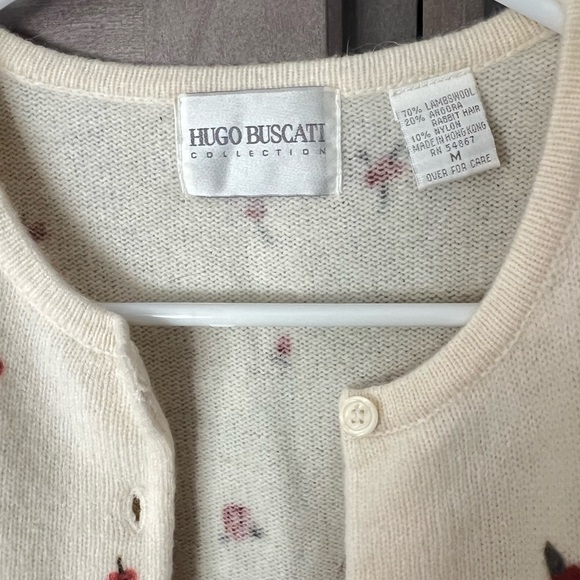 HUGO BUSCATI
COLLECTION
70% LAMBSWOOL
20% ANGORA
RABBIT HAIR
10% NYLON
MADE IN HONG KONG
RN 54867
M
OVER FOR CARE